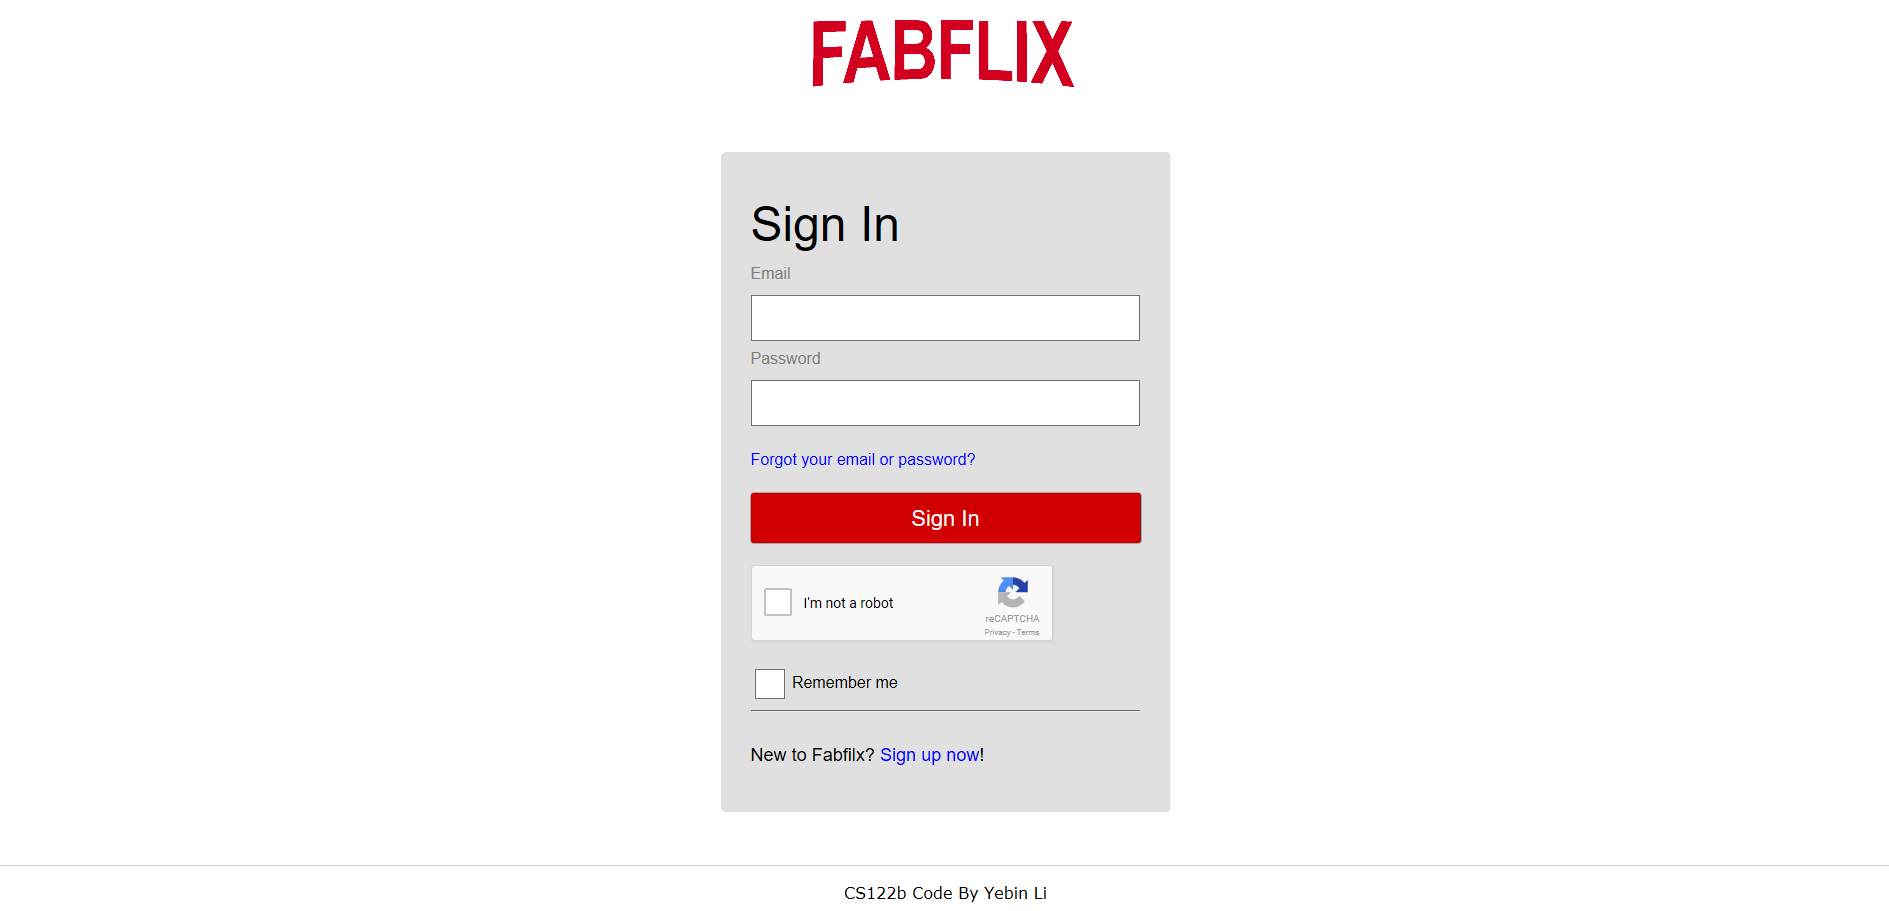 FABFLIX
Sign In
Email
Password
Forgot your email or password?
Sign In
I'm not a robot
reCAPTCHA
Privacy - Terms
Remember me
New to Fabfilx? Sign up now!
CS122b Code By Yebin Li